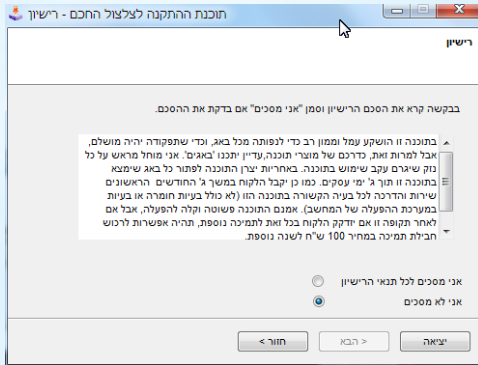 תוכנת ההתקנה לצלצול החכם - רישיון
רישיון
בבקשה קרא את הסכם הרישיון וסמן "אני מסכים" אם בדקת את ההסכם.
בתוכנה זו הושקע עמל וממון רב כדי לנפותה מכל באג, וכדי שתפקודה יהיה מושלם,
אבל למרות זאת, כדרכם של מוצרי תוכנה,עדיין יתכנו 'באגים'. אני מוחל מראש על כל
נזק שיגרם עקב שימוש בתוכנה. באחריות יצרן התוכנה לפתור כל באג שימצא
בתוכנה זו תוך ג' ימי עסקים. כמו כן יקבל הלקוח במשך ג' החודשים  הראשונים
שירות והדרכה לכל בעיה הקשורה בתוכנה הזו (לא כולל בעיות חומרה או בעיות
במערכת ההפעלה של המחשב). אמנם התוכנה פשוטה וקלה להפעלה, אבל אם
לאחר תקופה זו אם יזדקק הלקוח בכל זאת לתמיכה נוספת, תהיה אפשרות לרכוש
חבילת תמיכה במחיר 100 ש"ח לשנה נוספת.
אני מסכים לכל תנאי הרישיון
אני לא מסכים
יציאה
< הבא
חזור >